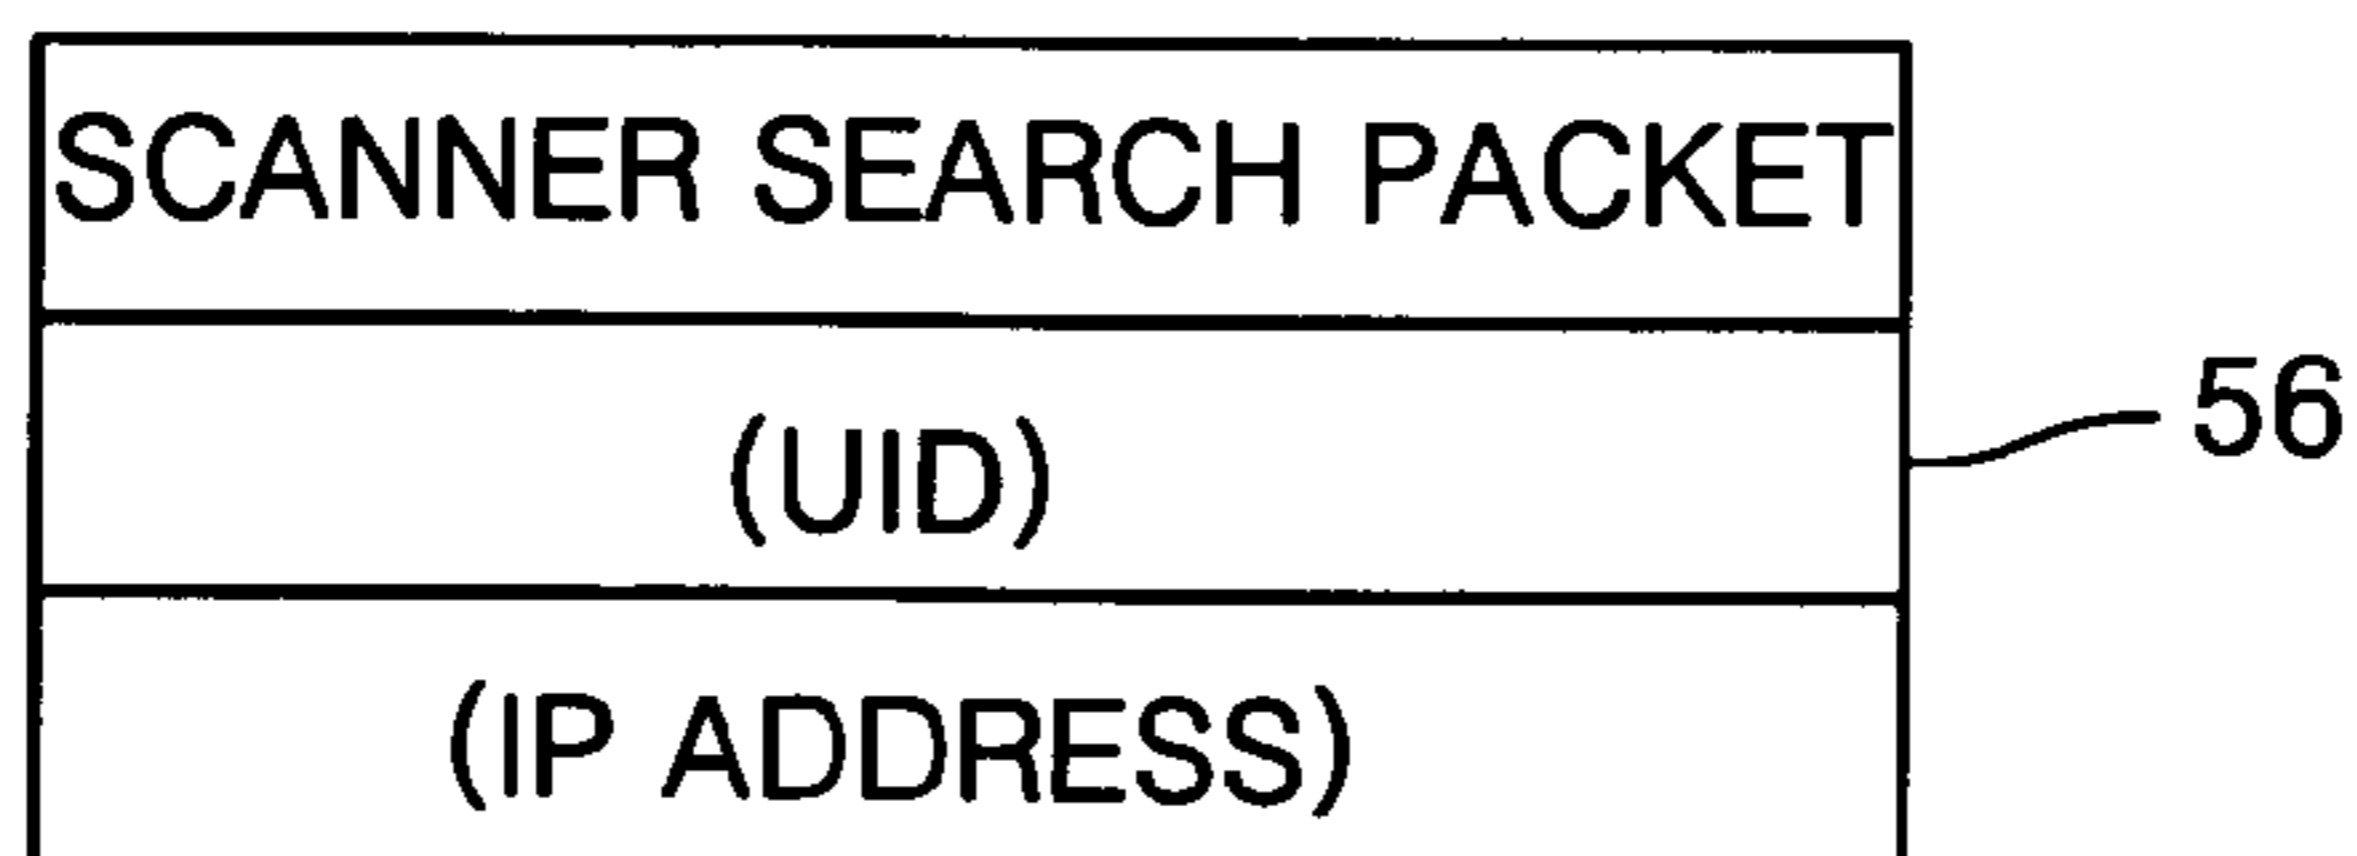 SCANNER SEARCH PACKET
(UID)
56
(IP ADDRESS)